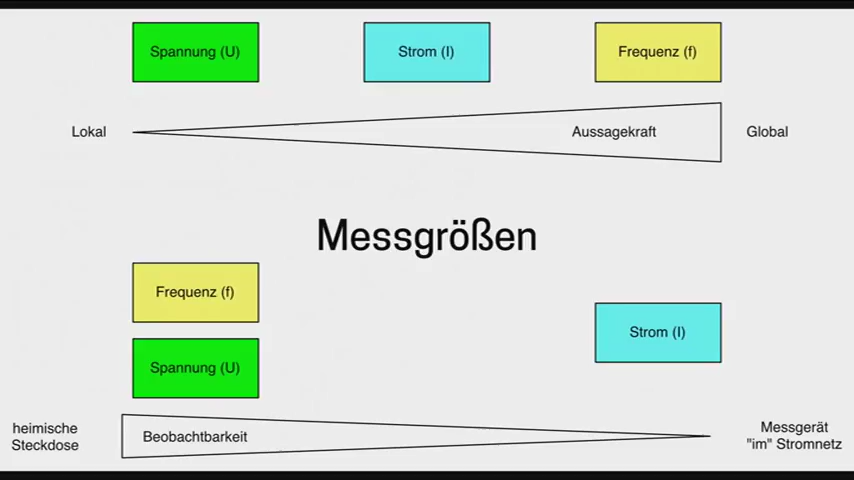 Spannung (U)
Strom (I)
Frequenz (f)
Lokal
Aussagekraft
Global
Messgrößen
Frequenz (f)
Strom (I)
Spannung (U)
heimische
Steckdose
Beobachtbarkeit
Messgerät
"im" Stromnetz